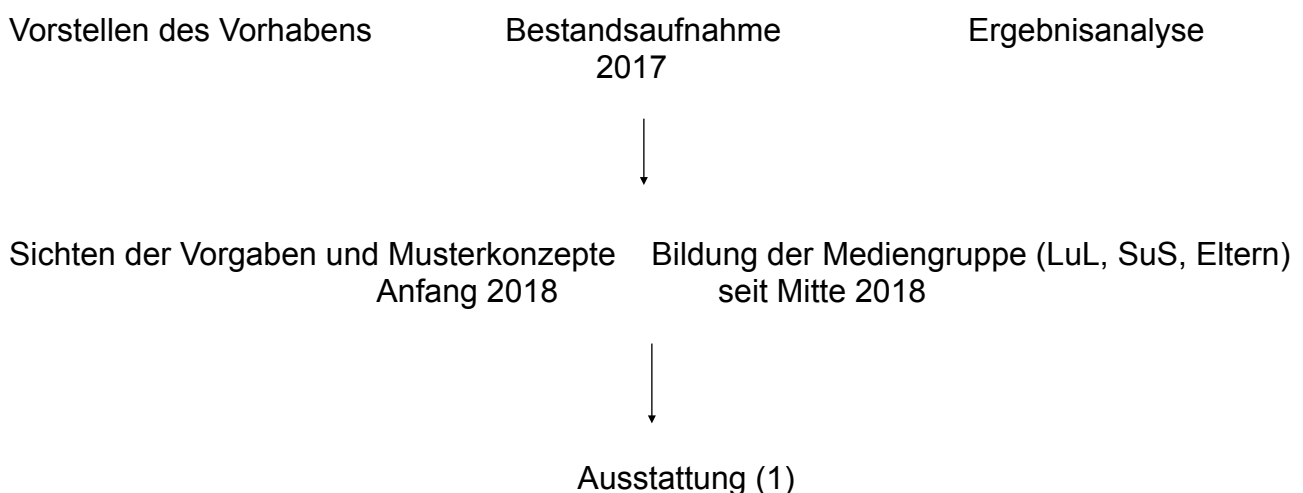 Vorstellen des Vorhabens Bestandsaufnahme Ergebnisanalyse
2017
Sichten der Vorgaben und Musterkonzepte Bildung der Mediengruppe (LuL, SuS, Eltern)
Anfang 2018 seit Mitte 2018
Ausstattung (1)